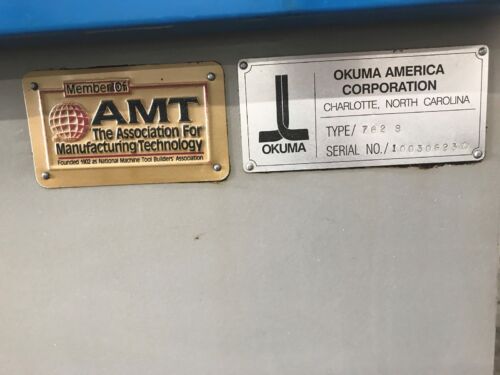 Member Of
AMT
The Association For
Manufacturing Technology
Founded 1902 as National Machine Tool Builders' Association
OKUMA
OKUMA AMERICA
CORPORATION
CHARLOTTE, NORTH CAROLINA
TYPE/ 762 S
SERIAL NO./